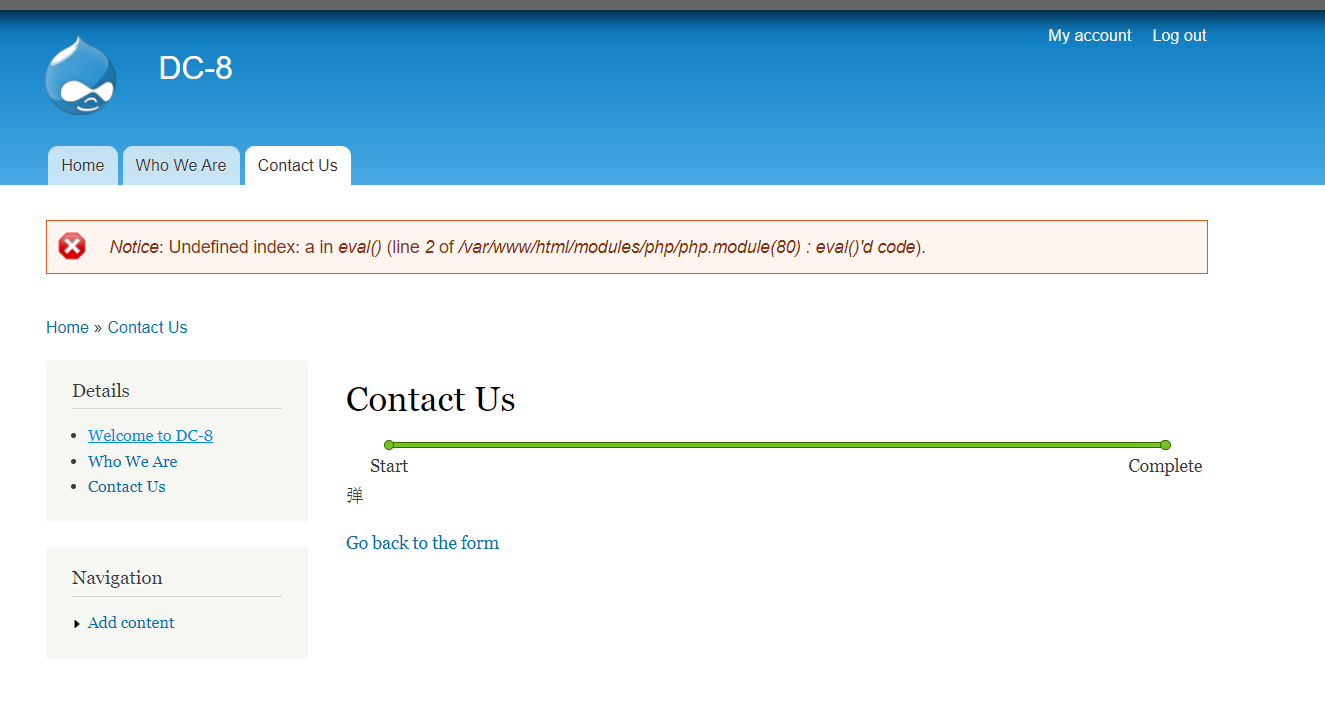 My account Log out
DC-8
Home Who We Are Contact Us
Notice: Undefined index: a in eval() (line 2 of /var/www/html/modules/php/php.module(80) : eval()'d code).
Home » Contact Us
Details
Welcome to DC-8
Who We Are
Contact Us
Navigation
Add content
Contact Us
Start Complete
弹
Go back to the form